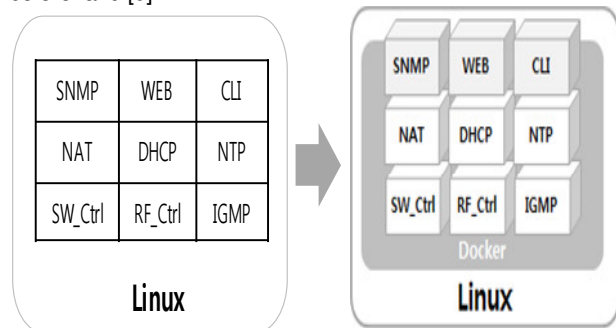 SNMP WEB CLI
NAT DHCP NTP
SW_Ctrl RF_Ctrl IGMP
Linux
SNMP WEB CLI
NAT DHCP NTP
SW_Ctrl RF_Ctrl IGMP
Docker
Linux